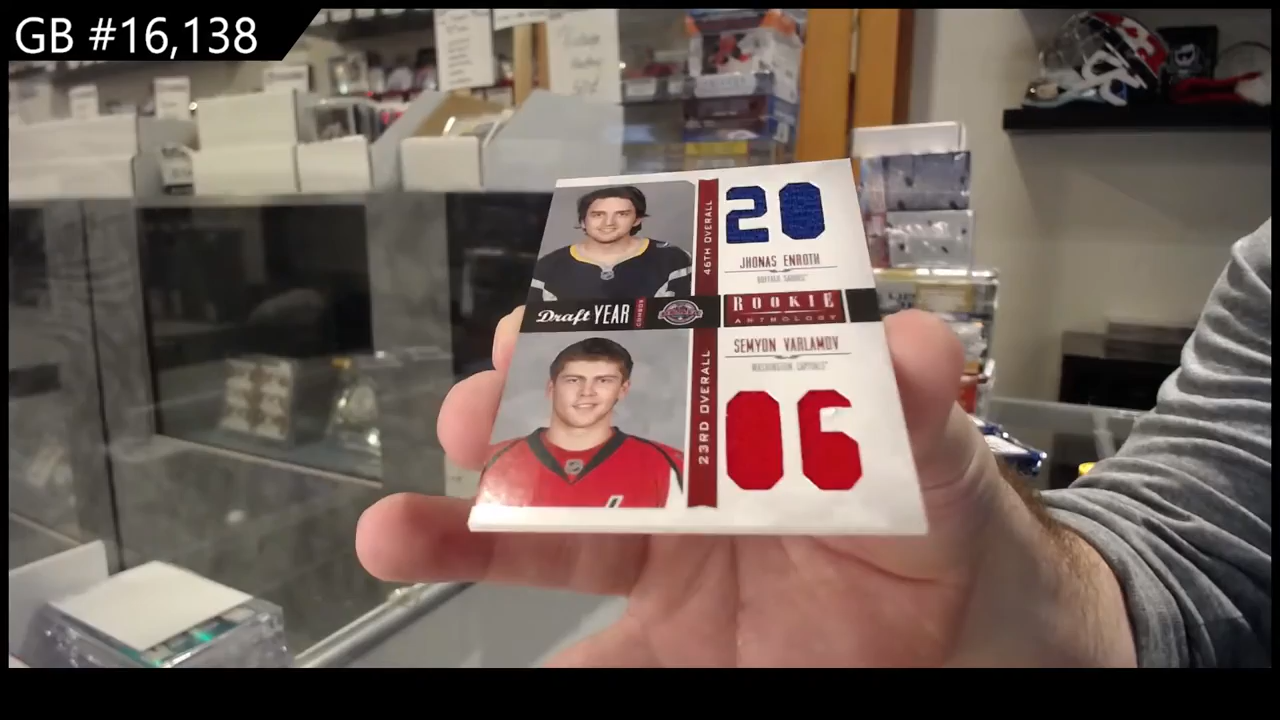 GB #16,138
20
46TH OVERALL
JHONAS ENROTH
BUFFALO SABRES
Draft YEAR
COMBOS
ROOKIE
ANTHOLOGY
SEMYON VARLAMOV
WASHINGTON CAPITALS
23RD OVERALL
06